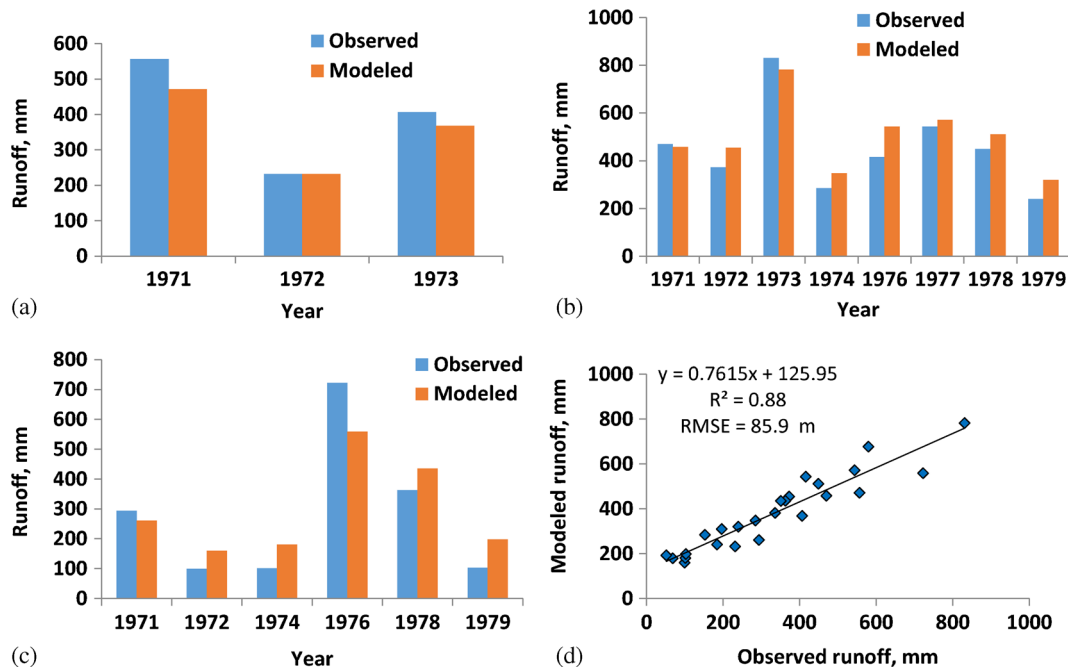 Observed
Modeled
600
500
400
300
200
100
0
Runoff, mm
1971 1972 1973
Year
(a)
Observed
Modeled
1000
800
600
400
200
0
Runoff, mm
1971 1972 1973 1974 1976 1977 1978 1979
Year
(b)
Observed
Modeled
800
700
600
500
400
300
200
100
0
Runoff, mm
1971 1972 1974 1976 1978 1979
Year
(c)
y = 0.7615x + 125.95
R² = 0.88
RMSE = 85.9 m
1000
800
600
400
200
0
Modeled runoff, mm
0 200 400 600 800 1000
Observed runoff, mm
(d)